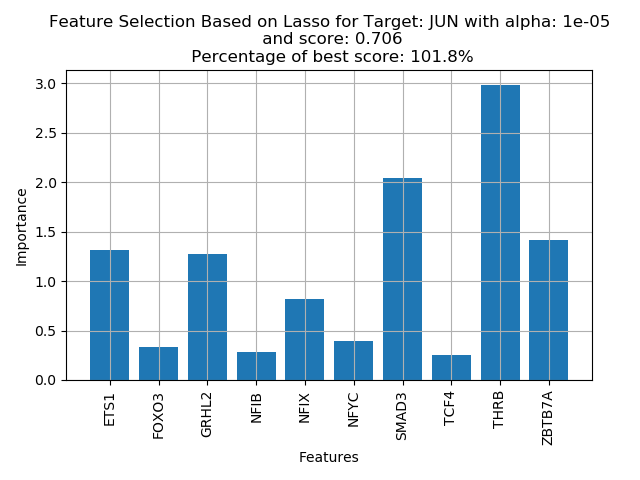 Feature Selection Based on Lasso for Target: JUN with alpha: 1e-05
and score: 0.706
Percentage of best score: 101.8%
3.0
2.5
2.0
1.5
1.0
0.5
0.0
Importance
ETS1
FOXO3
GRHL2
NFIB
NFIX
NFYC
SMAD3
TCF4
THRB
ZBTB7A
Features